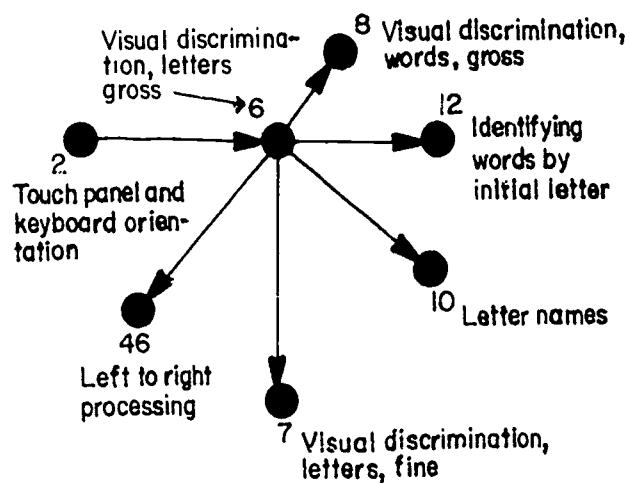 Visual discrimina-
tion, letters
gross
6
8
Visual discrimination,
words, gross
12
Identifying
words by
initial letter
2
Touch panel and
keyboard orien-
tation
10
Letter names
46
Left to right
processing
7
Visual discrimination,
letters, fine